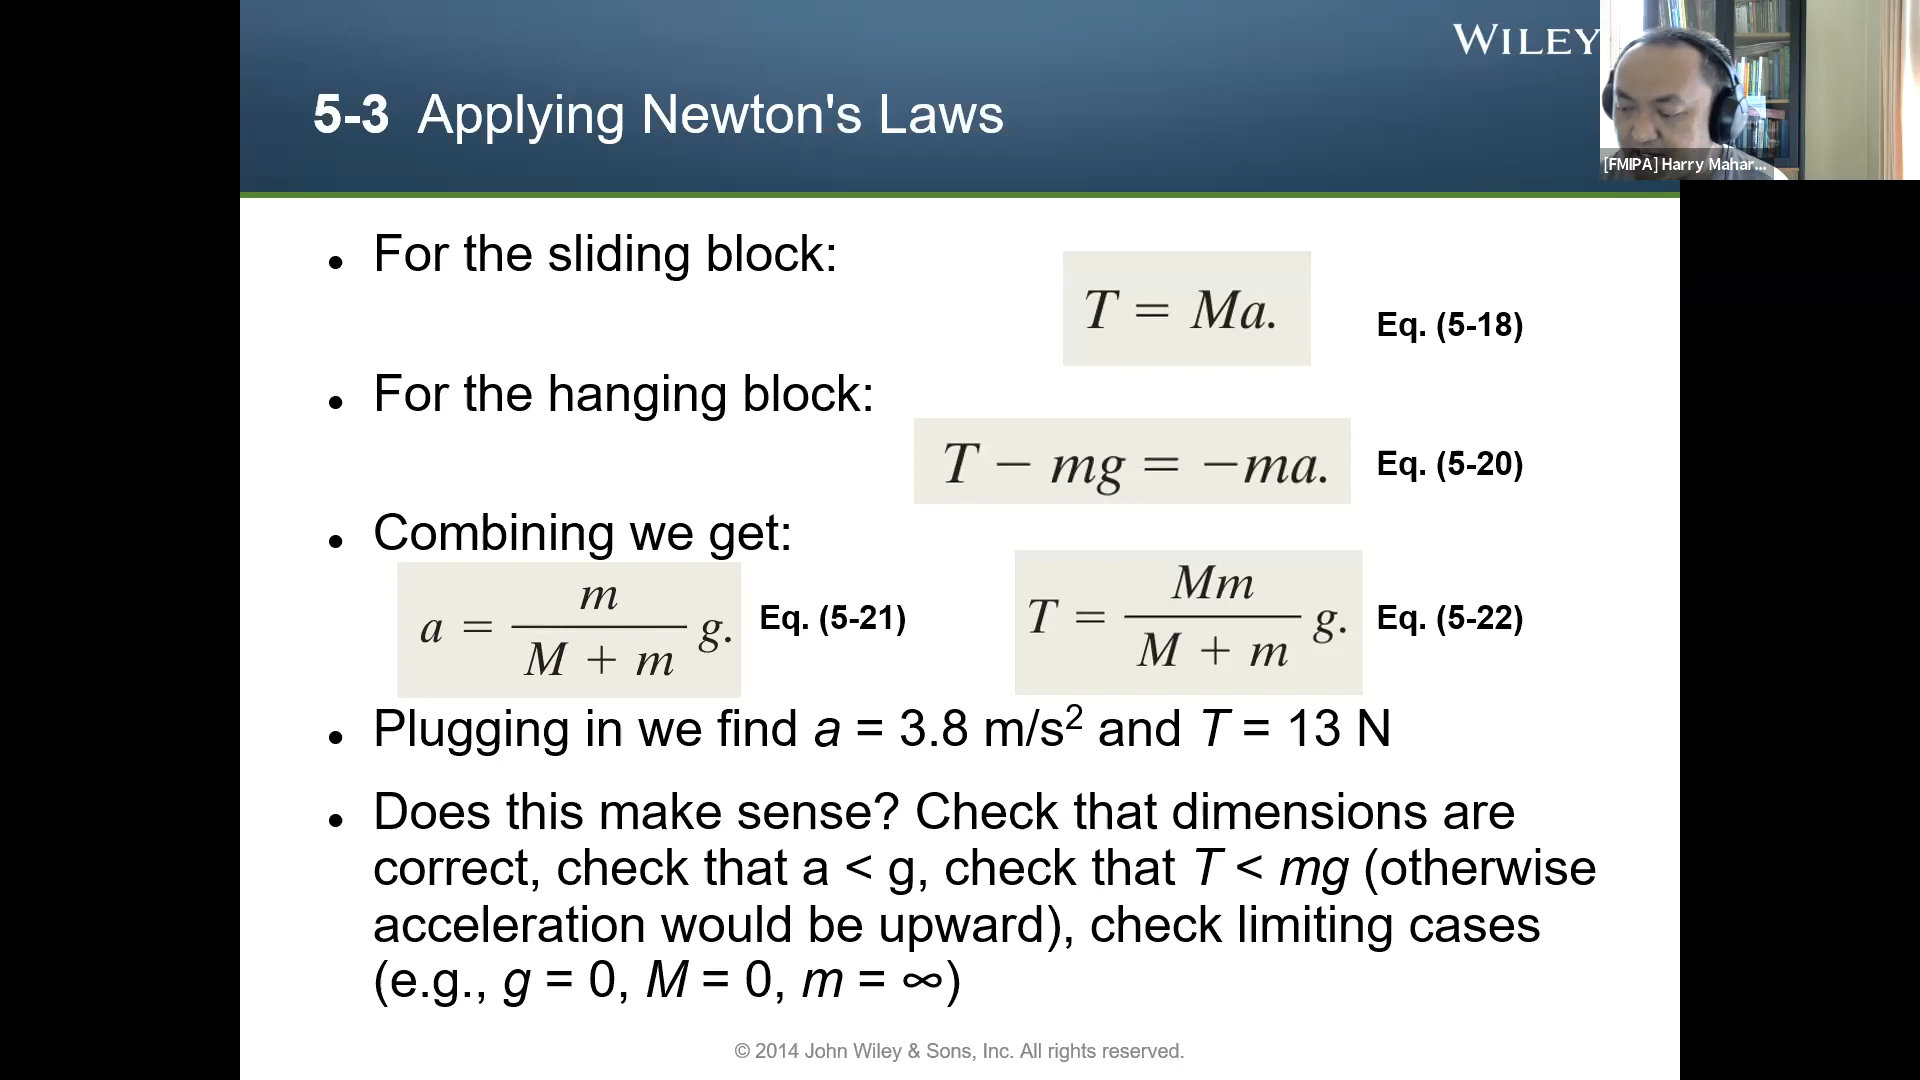 WILEY
[FMIPA] Harry Mahar...
5-3 Applying Newton's Laws
• For the sliding block:
T = Ma.
Eq. (5-18)
• For the hanging block:
T − mg = −ma.
Eq. (5-20)
• Combining we get:
a = m / (M + m) g.
Eq. (5-21)
T = Mm / (M + m) g.
Eq. (5-22)
• Plugging in we find a = 3.8 m/s² and T = 13 N
• Does this make sense? Check that dimensions are
correct, check that a < g, check that T < mg (otherwise
acceleration would be upward), check limiting cases
(e.g., g = 0, M = 0, m = ∞)
© 2014 John Wiley & Sons, Inc. All rights reserved.